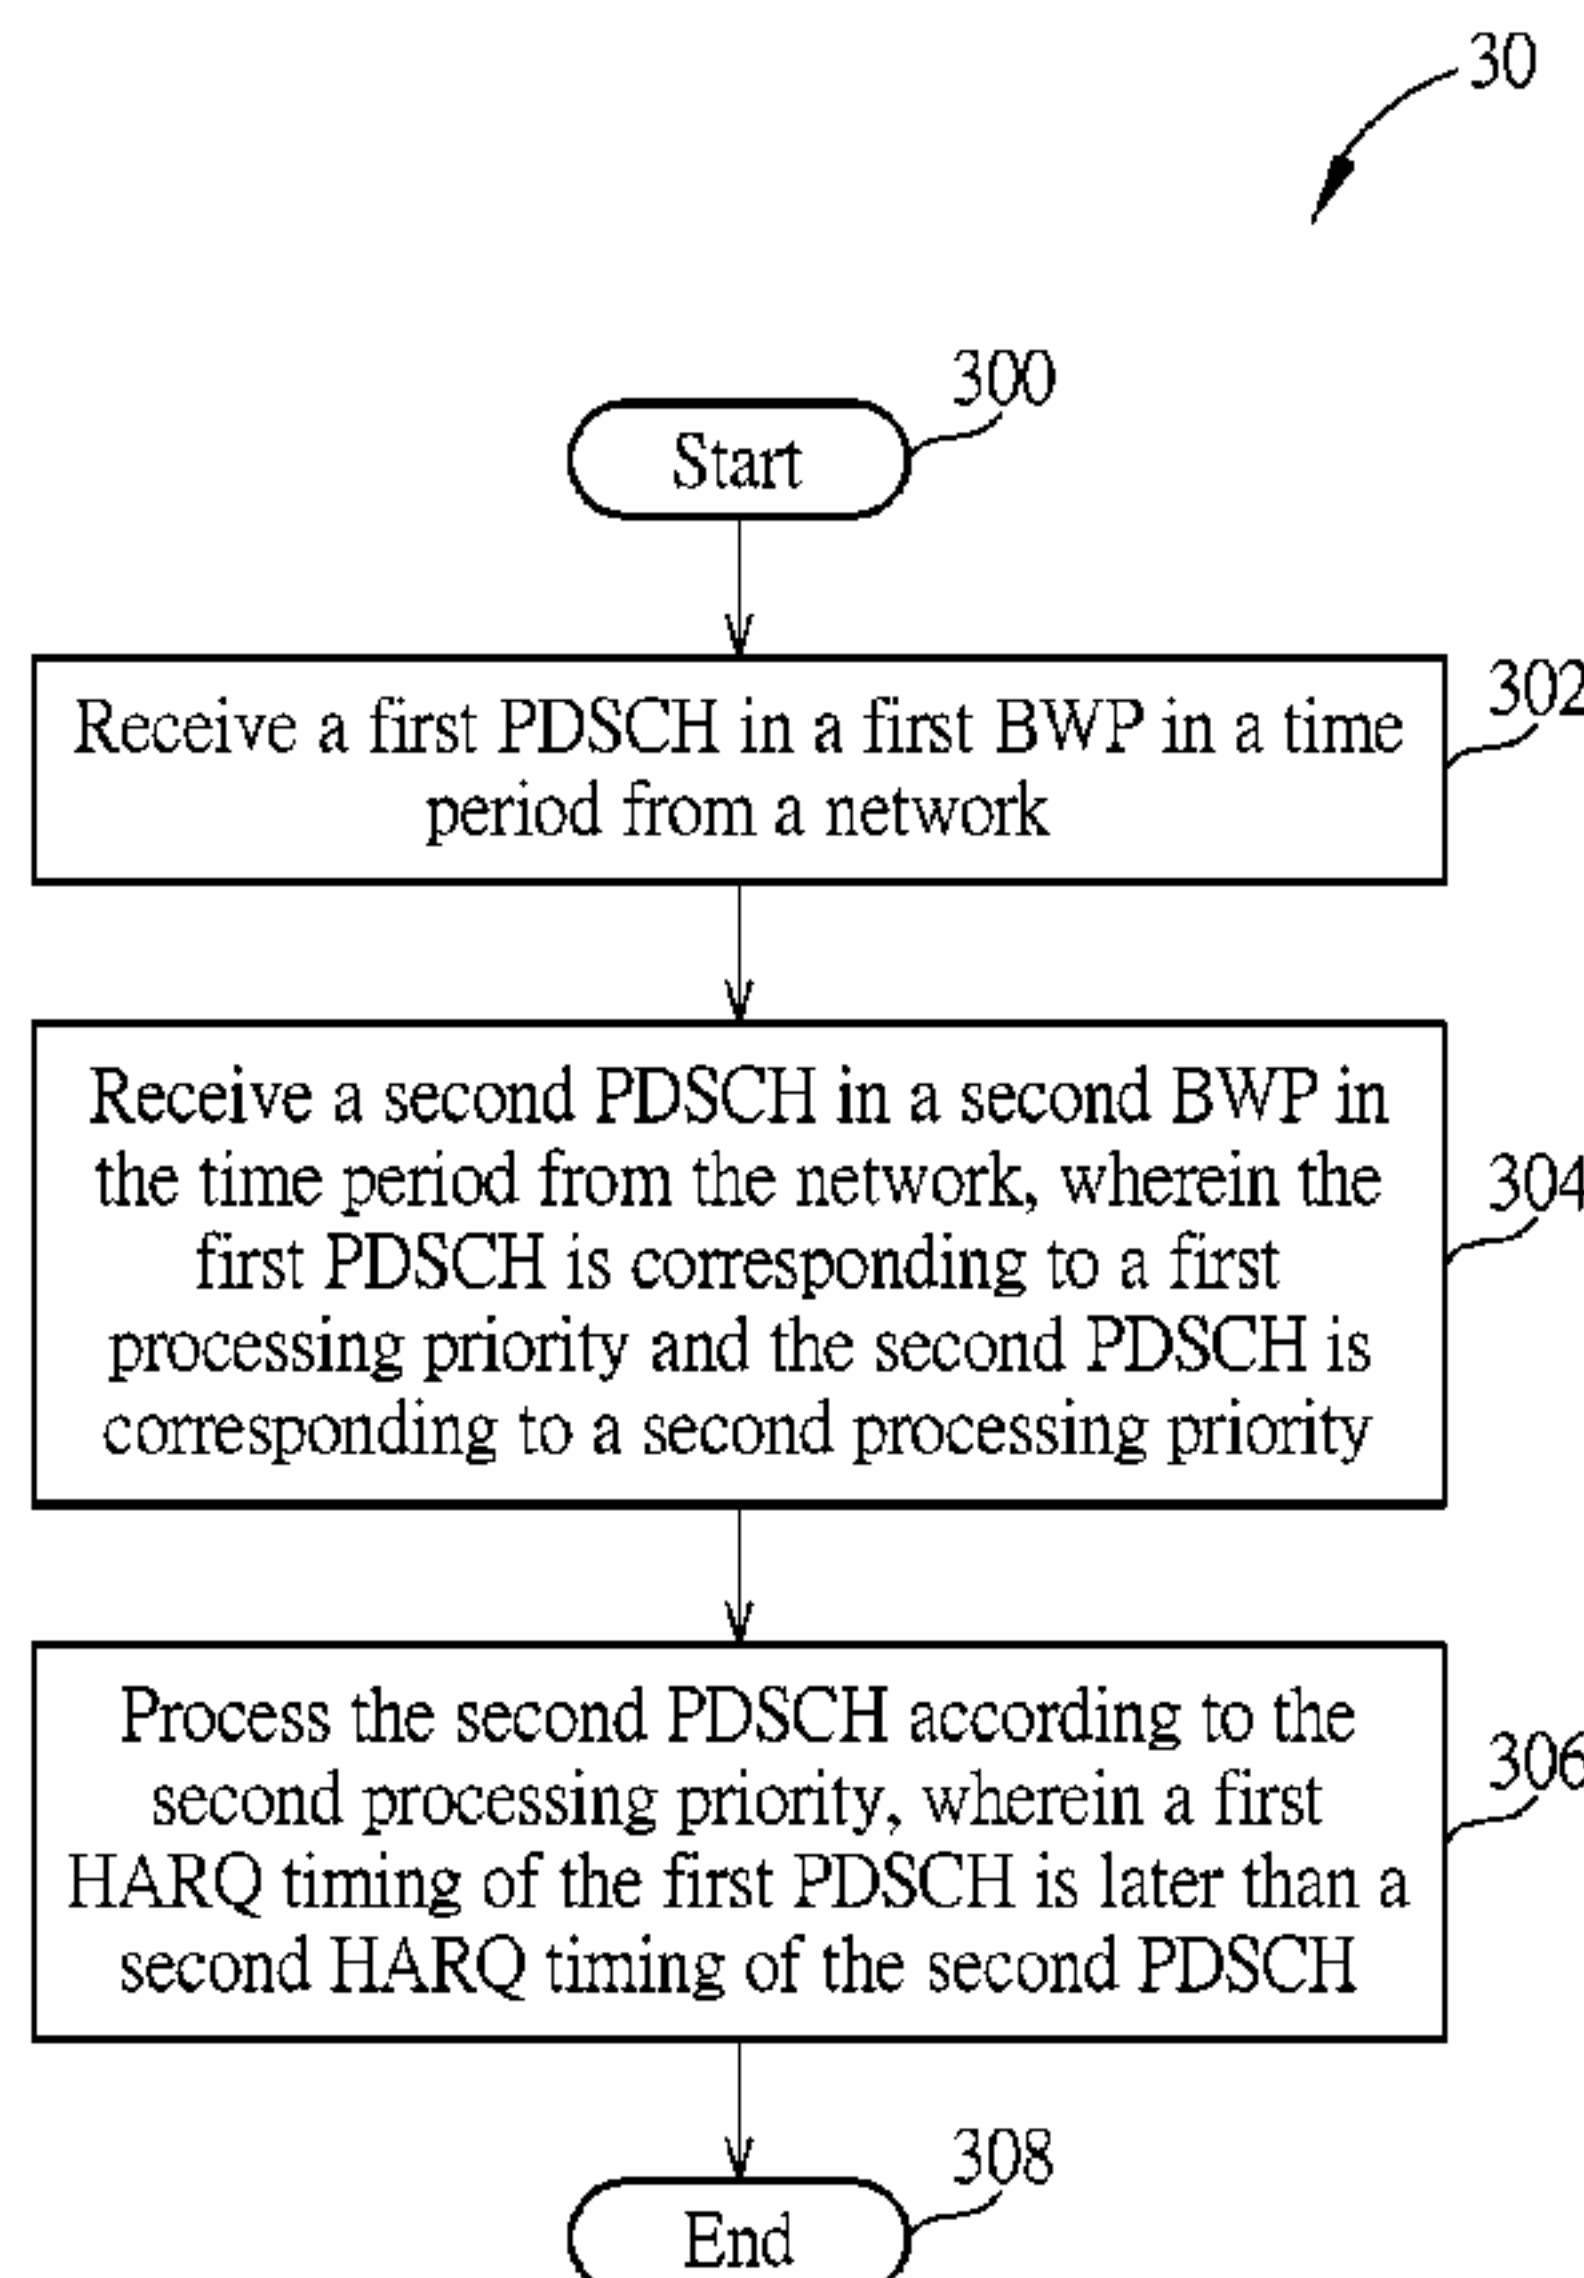 30
300
Start
302
Receive a first PDSCH in a first BWP in a time
period from a network
Receive a second PDSCH in a second BWP in
the time period from the network, wherein the
304
first PDSCH is corresponding to a first
processing priority and the second PDSCH is
corresponding to a second processing priority
Process the second PDSCH according to the
306
second processing priority, wherein a first
HARQ timing of the first PDSCH is later than a
second HARQ timing of the second PDSCH
308
End